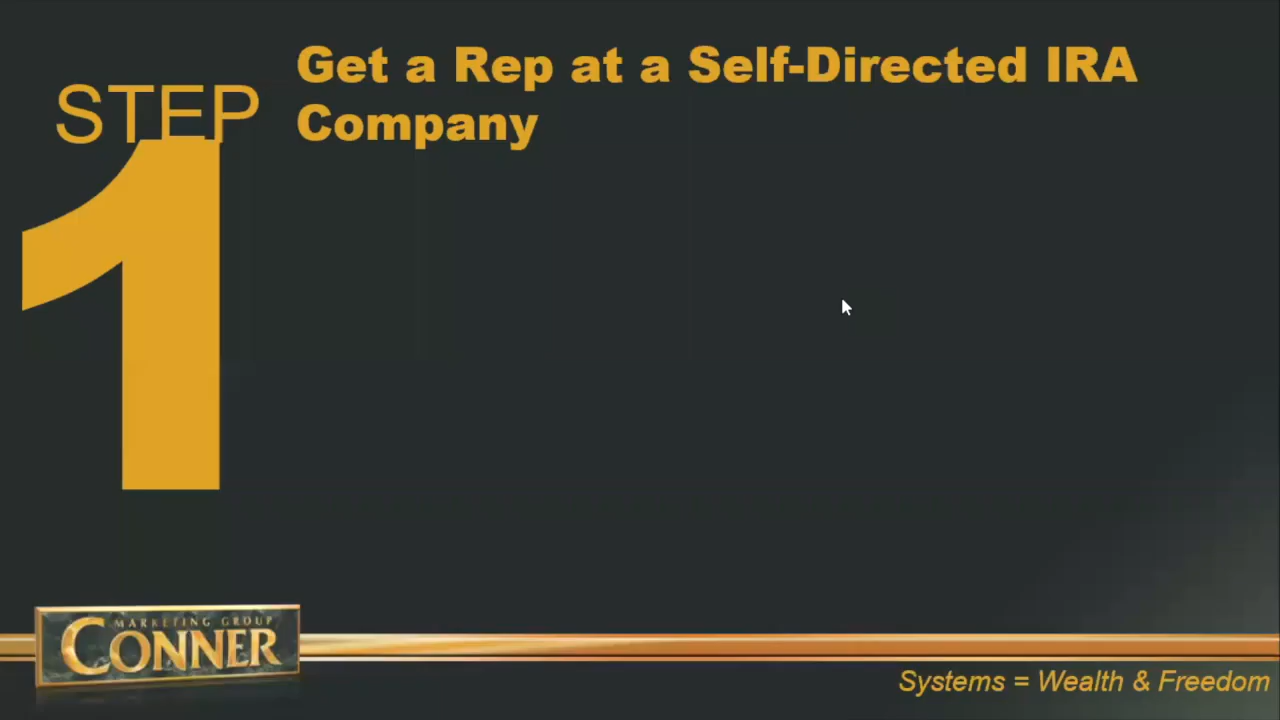 STEP
1
Get a Rep at a Self-Directed IRA
Company
MARKETING GROUP
CONNER
Systems = Wealth & Freedom